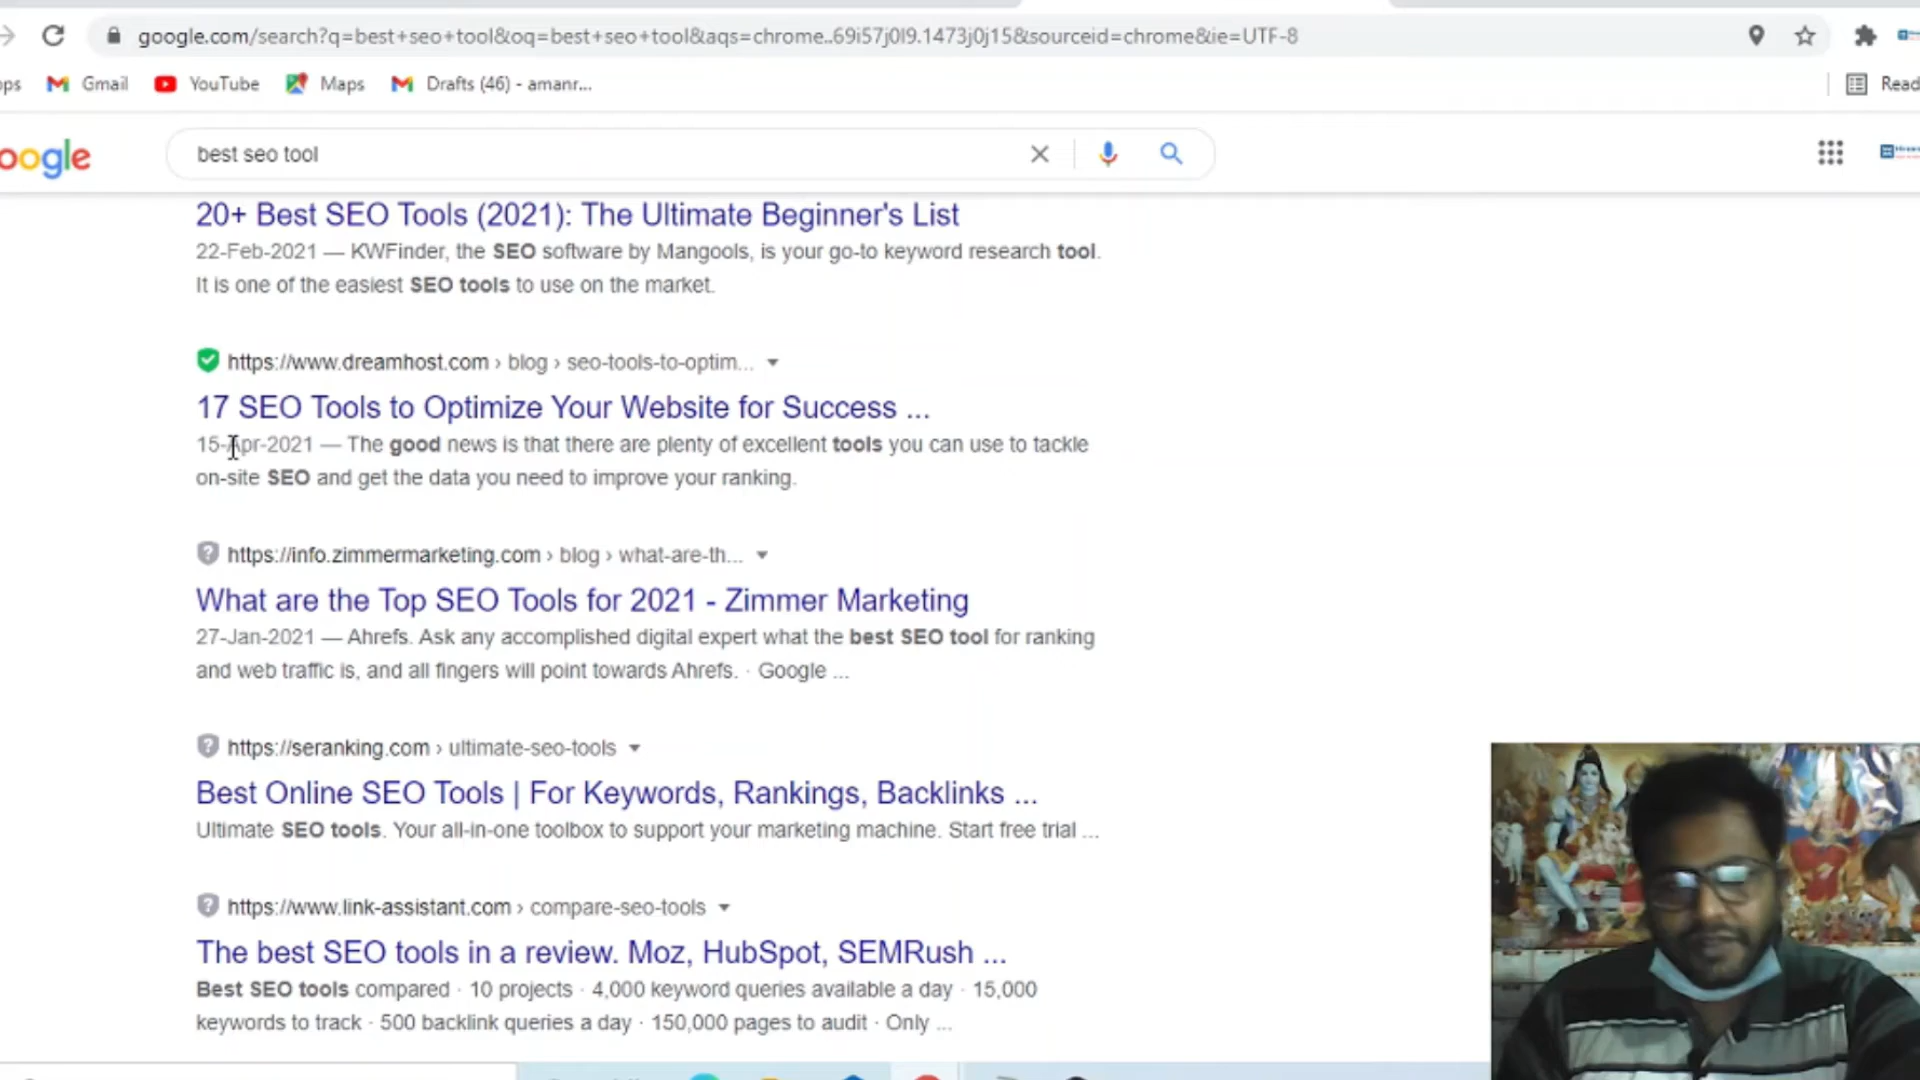 google.com/search?q=best+seo+tool&oq=best+seo+tool&aqs=chrome..69i57j0l9.1473j0j15&sourceid=chrome&ie=UTF-8
Gmail YouTube Maps Drafts (46) - amanr...
best seo tool
20+ Best SEO Tools (2021): The Ultimate Beginner's List
22-Feb-2021 — KWFinder, the SEO software by Mangools, is your go-to keyword research tool.
It is one of the easiest SEO tools to use on the market.
https://www.dreamhost.com › blog › seo-tools-to-optim...
17 SEO Tools to Optimize Your Website for Success ...
15-Apr-2021 — The good news is that there are plenty of excellent tools you can use to tackle
on-site SEO and get the data you need to improve your ranking.
https://info.zimmermarketing.com › blog › what-are-th...
What are the Top SEO Tools for 2021 - Zimmer Marketing
27-Jan-2021 — Ahrefs. Ask any accomplished digital expert what the best SEO tool for ranking
and web traffic is, and all fingers will point towards Ahrefs. · Google ...
https://seranking.com › ultimate-seo-tools
Best Online SEO Tools | For Keywords, Rankings, Backlinks ...
Ultimate SEO tools. Your all-in-one toolbox to support your marketing machine. Start free trial ...
https://www.link-assistant.com › compare-seo-tools
The best SEO tools in a review. Moz, HubSpot, SEMRush ...
Best SEO tools compared · 10 projects · 4,000 keyword queries available a day · 15,000
keywords to track · 500 backlink queries a day · 150,000 pages to audit · Only ...